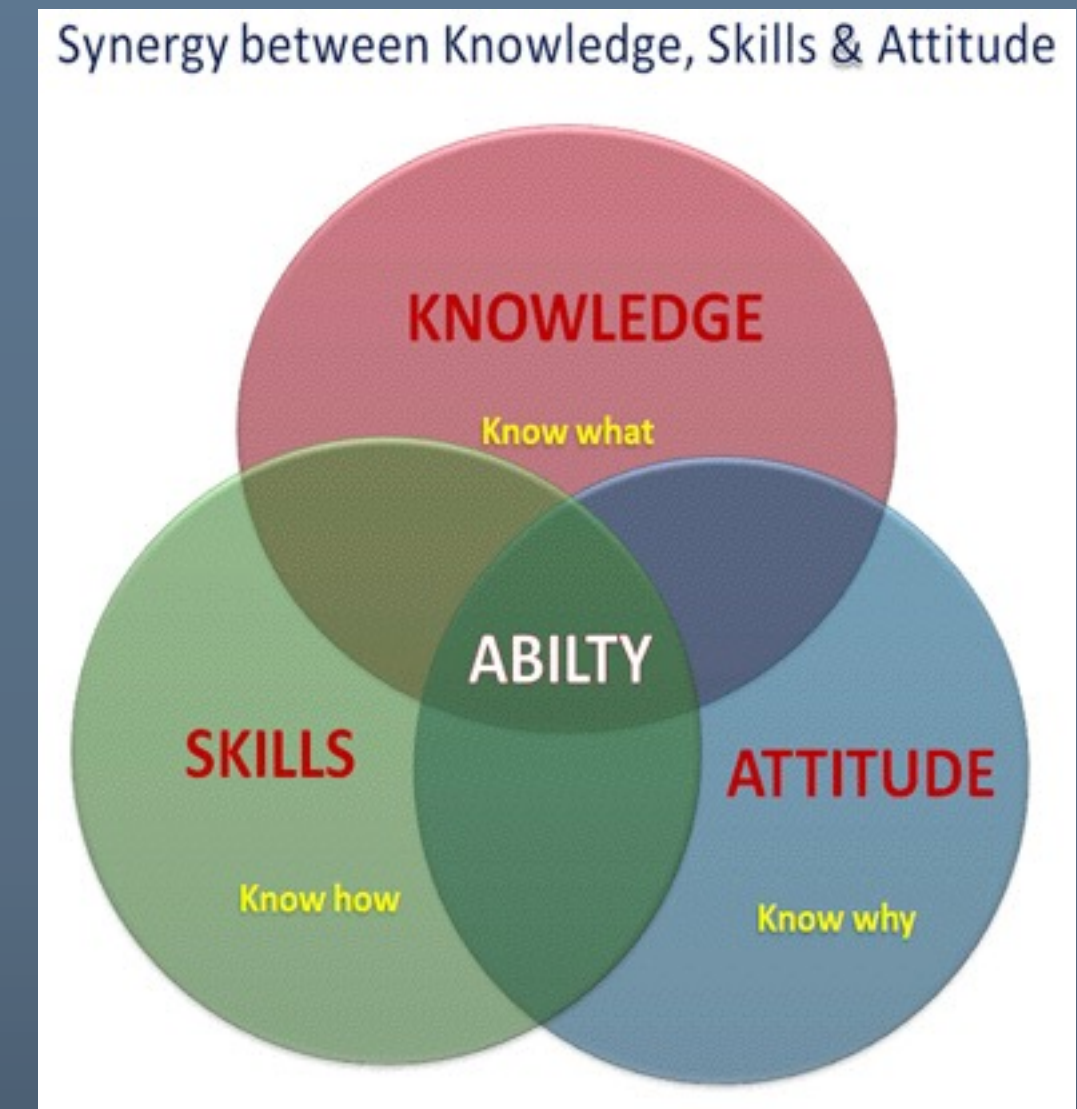 Synergy between Knowledge, Skills & Attitude
KNOWLEDGE
Know what
ABILTY
SKILLS
ATTITUDE
Know how
Know why